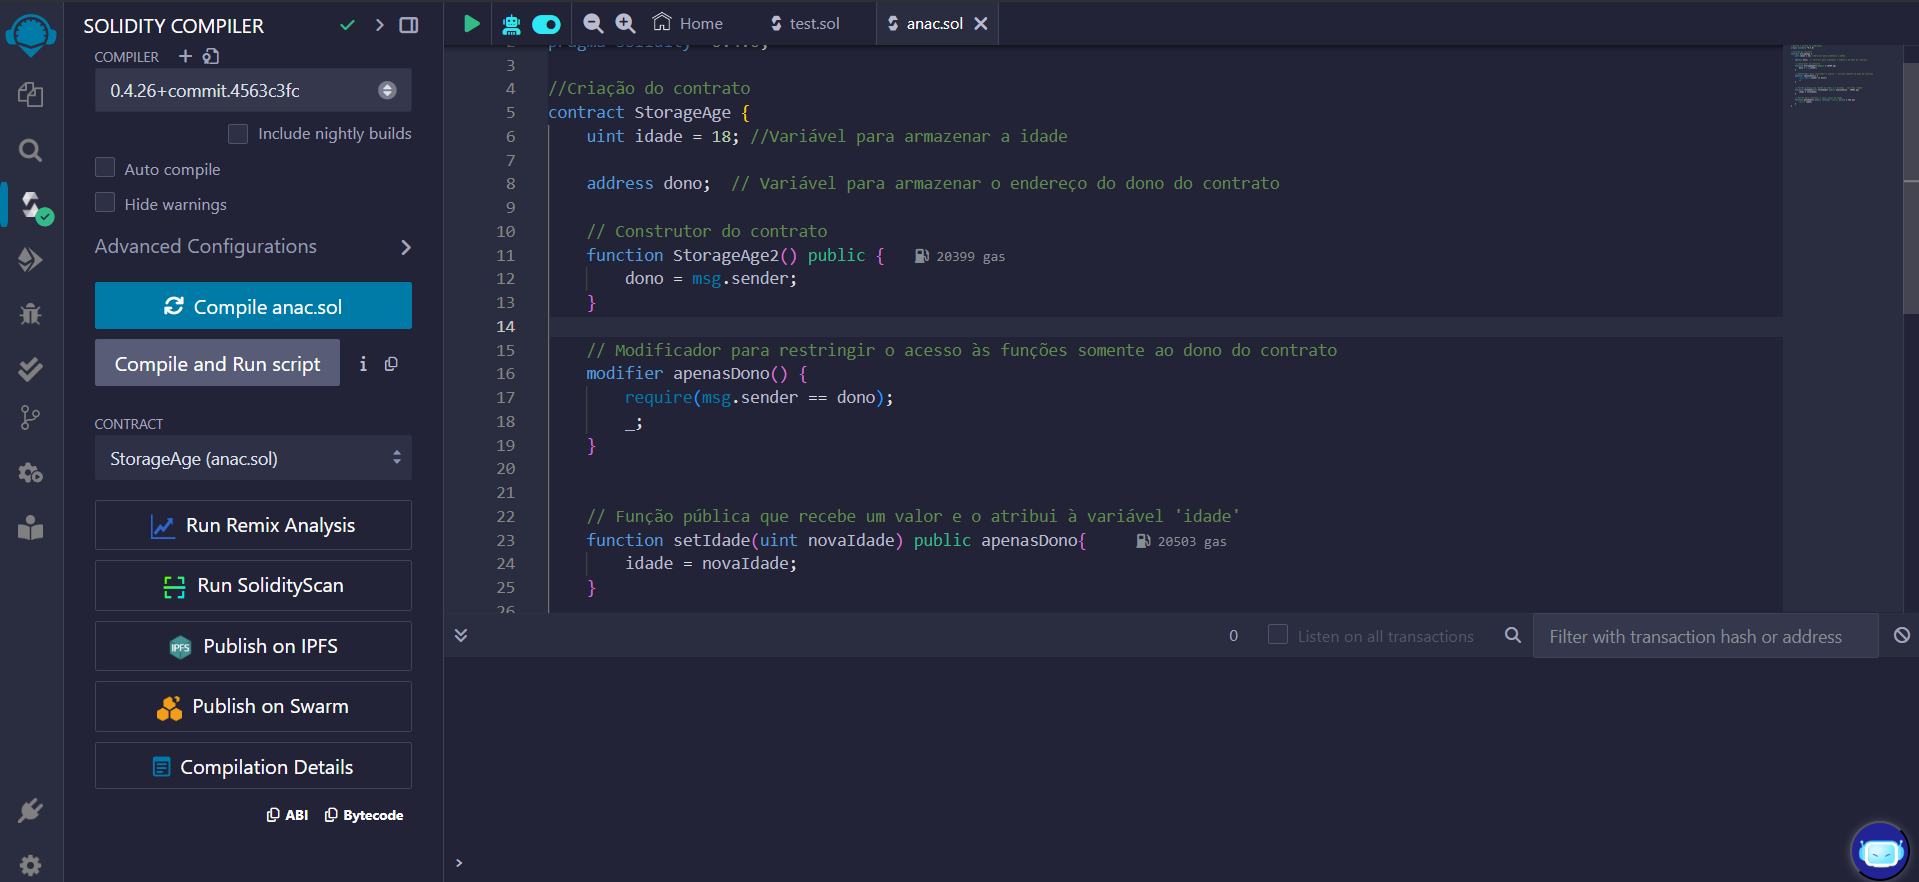 SOLIDITY COMPILER
COMPILER
0.4.26+commit.4563c3fc
Include nightly builds
Auto compile
Hide warnings
Advanced Configurations
Compile anac.sol
Compile and Run script
i
CONTRACT
StorageAge (anac.sol)
Run Remix Analysis
Run SolidityScan
IPFS
Publish on IPFS
Publish on Swarm
Compilation Details
ABI
Bytecode
Home
test.sol
anac.sol
3
4 //Criação do contrato
5 contract StorageAge {
6 uint idade = 18; //Variável para armazenar a idade
7
8 address dono; // Variável para armazenar o endereço do dono do contrato
9
10 // Construtor do contrato
11 function StorageAge2() public { 20399 gas
12 dono = msg.sender;
13 }
14
15 // Modificador para restringir o acesso às funções somente ao dono do contrato
16 modifier apenasDono() {
17 require(msg.sender == dono);
18 _;
19 }
20
21
22 // Função pública que recebe um valor e o atribui à variável 'idade'
23 function setIdade(uint novaIdade) public apenasDono{ 20503 gas
24 idade = novaIdade;
25 }
26
0
Listen on all transactions
Filter with transaction hash or address
>